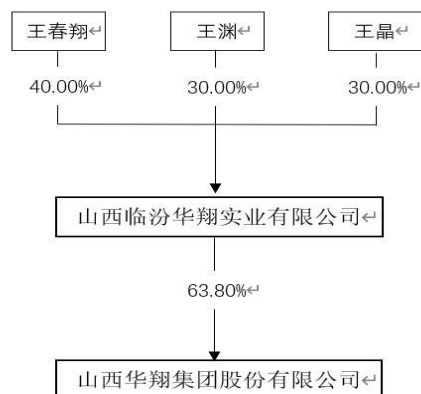 王春翔 王渊 王晶
40.00% 30.00% 30.00%
山西临汾华翔实业有限公司
63.80%
山西华翔集团股份有限公司